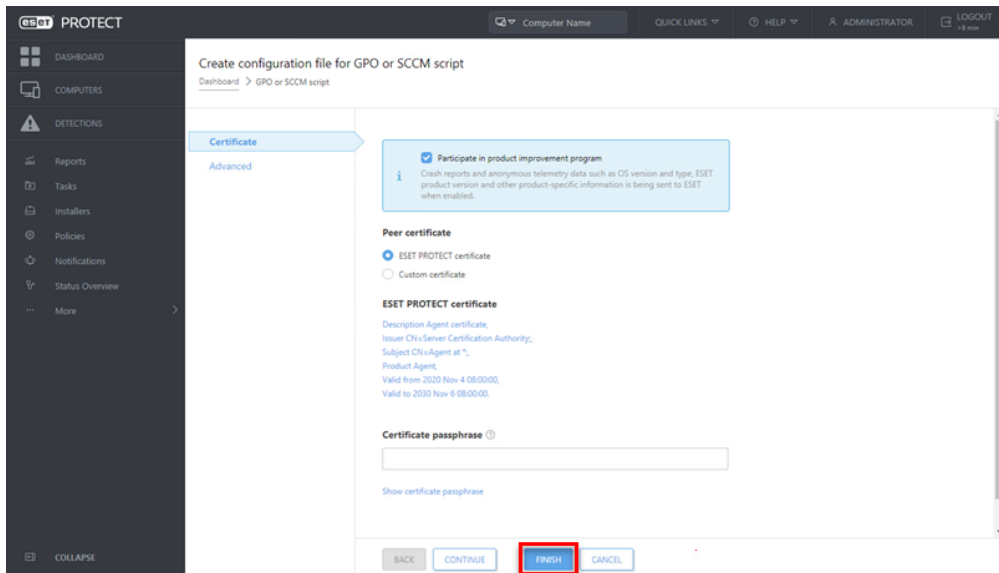 eset PROTECT
Computer Name
QUICK LINKS
HELP
ADMINISTRATOR
LOGOUT
>9 min
DASHBOARD
COMPUTERS
DETECTIONS
Reports
Tasks
Installers
Policies
Notifications
Status Overview
More
COLLAPSE
Create configuration file for GPO or SCCM script
Dashboard > GPO or SCCM script
Certificate
Advanced
Participate in product improvement program
Crash reports and anonymous telemetry data such as OS version and type, ESET
product version and other product-specific information is being sent to ESET
when enabled.
Peer certificate
ESET PROTECT certificate
Custom certificate
ESET PROTECT certificate
Description Agent certificate,
Issuer CN=Server Certification Authority;,
Subject CN=Agent at *;,
Product Agent,
Valid from 2020 Nov 4 08:00:00,
Valid to 2030 Nov 6 08:00:00.
Certificate passphrase
Show certificate passphrase
BACK
CONTINUE
FINISH
CANCEL